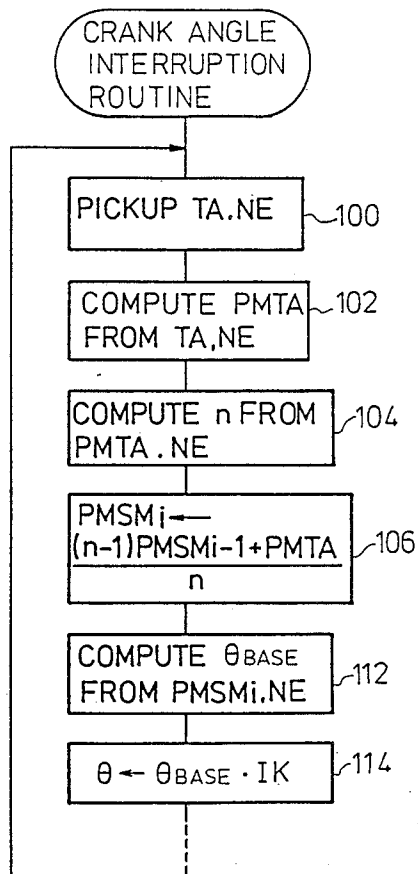 CRANK ANGLE
INTERRUPTION
ROUTINE
PICKUP TA.NE
100
COMPUTE PMTA
FROM TA,NE
102
COMPUTE n FROM
PMTA.NE
104
PMSMi←
(n-1)PMSMi-1+PMTA
n
106
COMPUTE θBASE
FROM PMSMi.NE
112
θ ← θBASE · IK
114